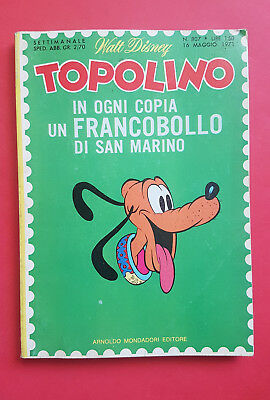 SETTIMANALE
SPED. ABB. GR. 2/70
Walt Disney
N. 807 • LIRE 150
16 MAGGIO 1971
TOPOLINO
IN OGNI COPIA
UN FRANCOBOLLO
DI SAN MARINO
ARNOLDO MONDADORI EDITORE